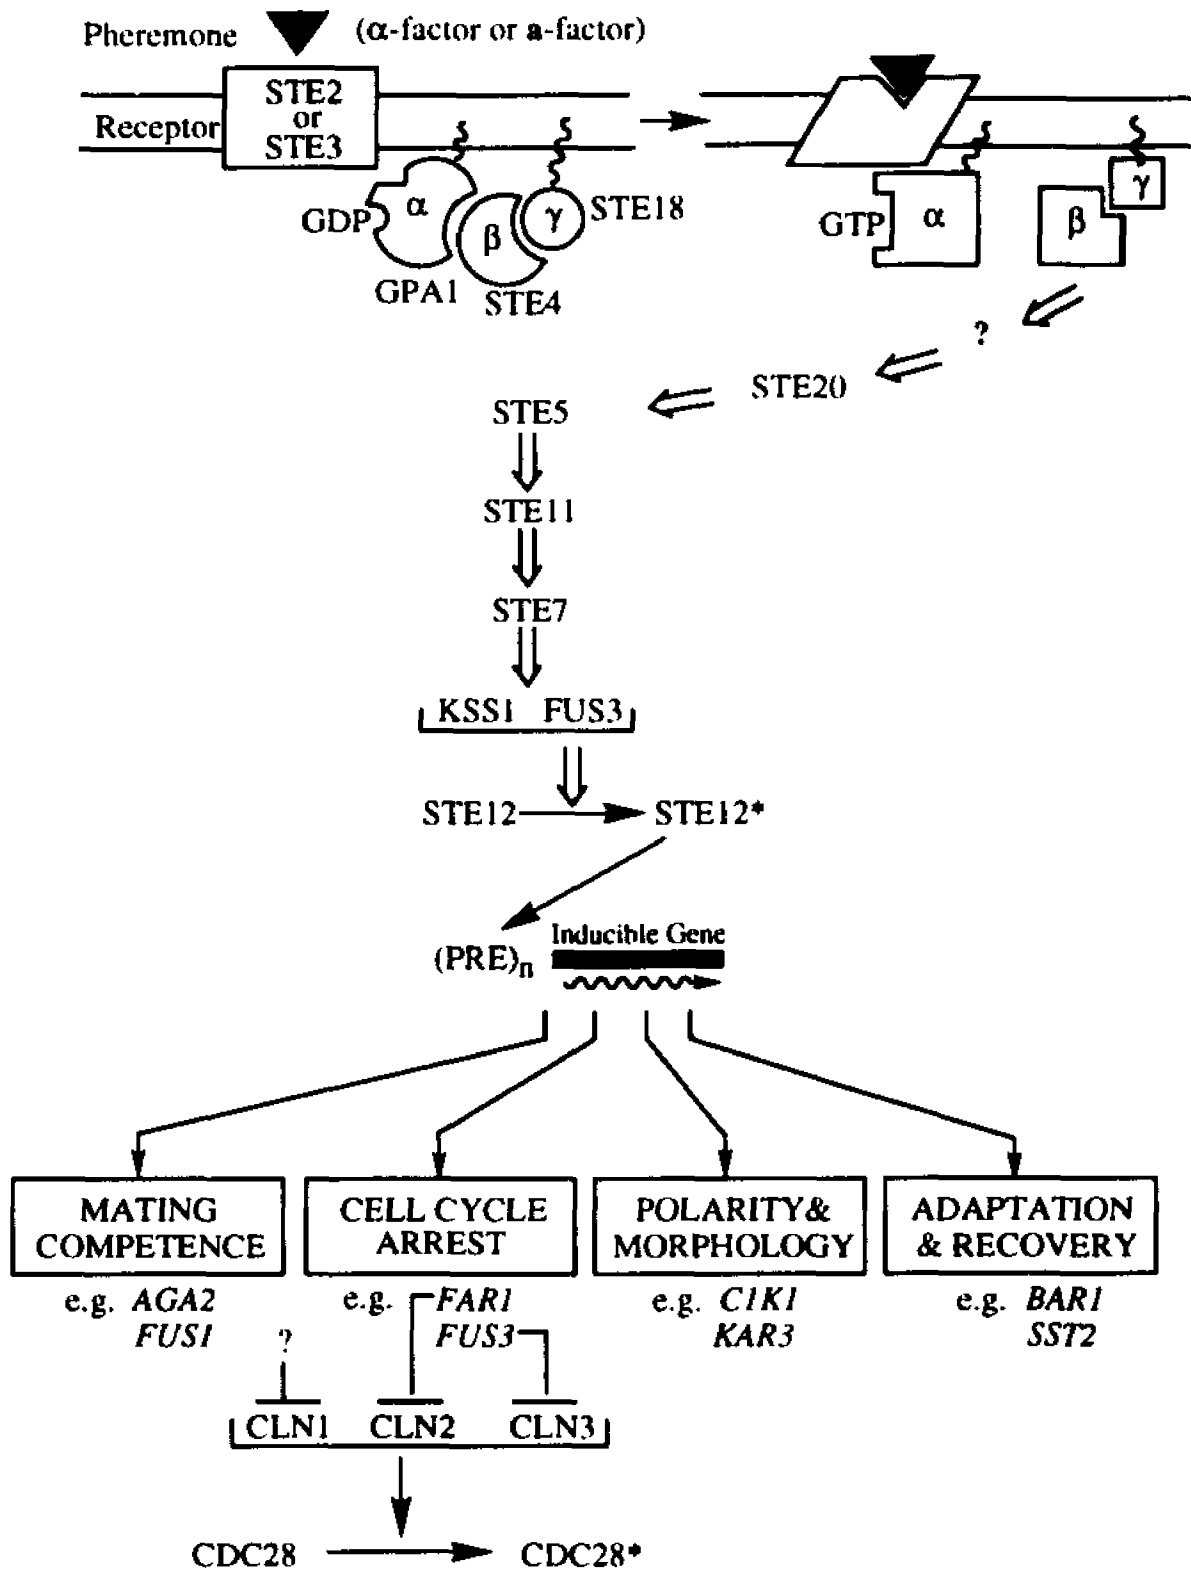 Pheremone (α-factor or a-factor)
Receptor
STE2
or
STE3
GDP
α
β
γ
STE18
GPA1
STE4
GTP
α
β
γ
?
STE20
STE5
STE11
STE7
KSS1 FUS3
STE12 STE12*
Inducible Gene
(PRE)n
MATING
COMPETENCE
e.g. AGA2
FUS1
CELL CYCLE
ARREST
e.g. FAR1
FUS3
POLARITY&
MORPHOLOGY
e.g. CIK1
KAR3
ADAPTATION
& RECOVERY
e.g. BAR1
SST2
?
CLN1 CLN2 CLN3
CDC28 CDC28*